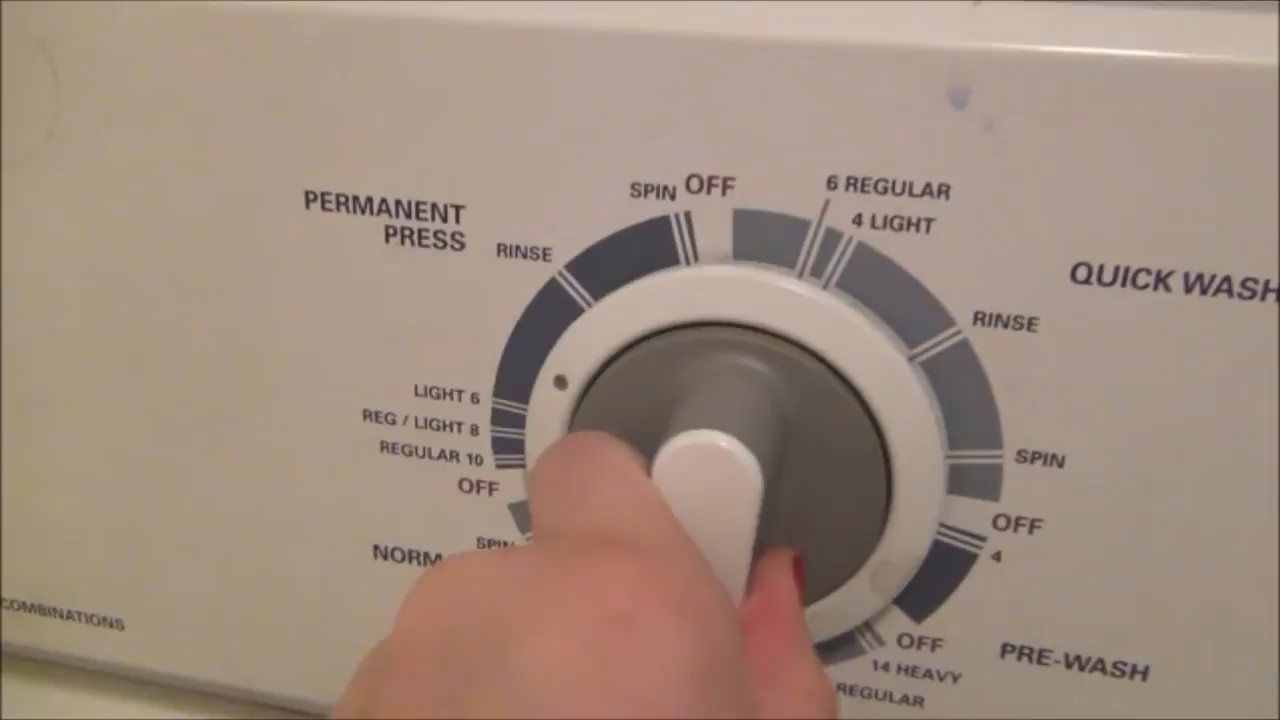 SPIN
OFF
6 REGULAR
4 LIGHT
PERMANENT
PRESS
RINSE
QUICK WASH
RINSE
LIGHT 6
REG / LIGHT 8
REGULAR 10
SPIN
OFF
OFF
4
SPIN
NORM
COMBINATIONS
OFF
PRE-WASH
14 HEAVY
REGULAR